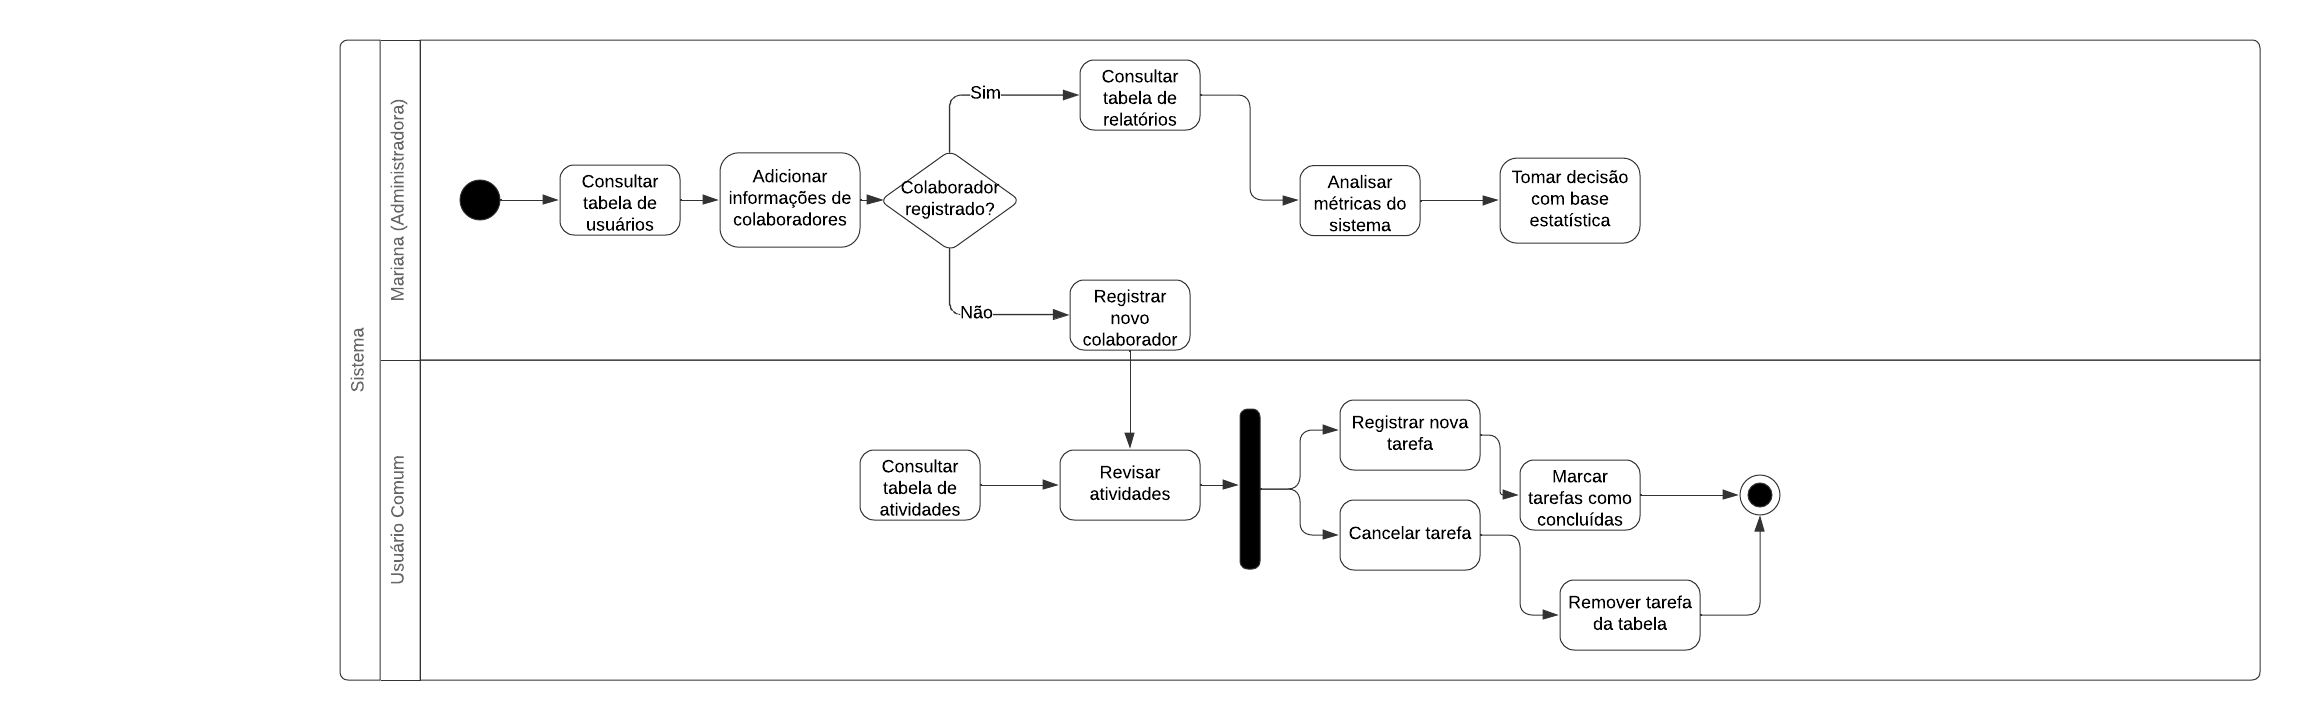 Sistema
Mariana (Administradora)
Consultar
tabela de
usuários
Adicionar
informações de
colaboradores
Colaborador
registrado?
Sim
Consultar
tabela de
relatórios
Analisar
métricas do
sistema
Tomar decisão
com base
estatística
Não
Registrar
novo
colaborador
Usuário Comum
Consultar
tabela de
atividades
Revisar
atividades
Registrar nova
tarefa
Marcar
tarefas como
concluídas
Cancelar tarefa
Remover tarefa
da tabela